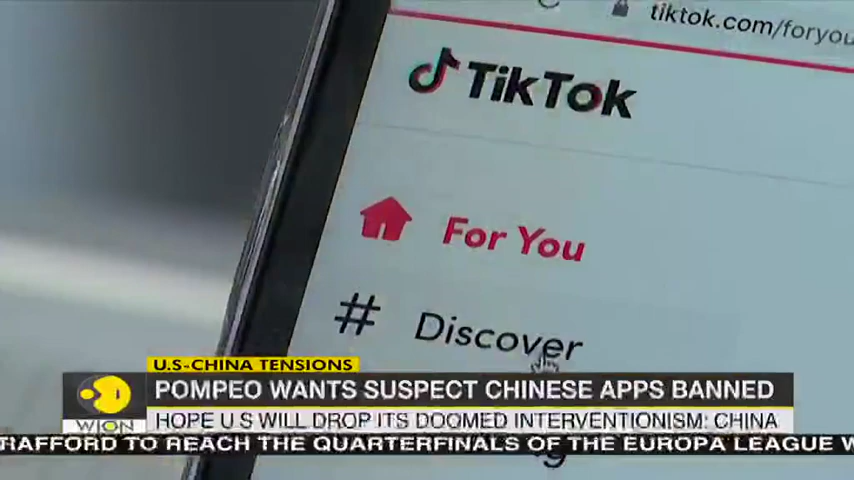 tiktok.com/foryou
TikTok
For You
Discover
U.S-CHINA TENSIONS
POMPEO WANTS SUSPECT CHINESE APPS BANNED
HOPE U S WILL DROP ITS DOOMED INTERVENTIONISM: CHINA
WION
TO REACH THE QUARTERFINALS OF THE EUROPA LEAGUE